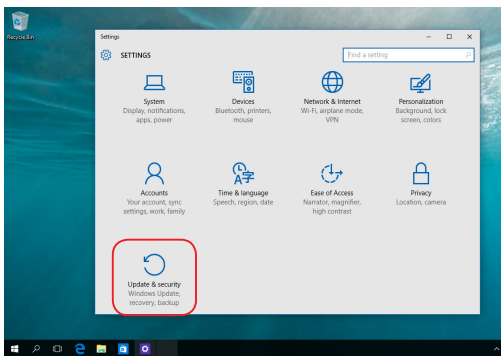 Recycle Bin
Settings
SETTINGS
Find a setting
System
Display, notifications,
apps, power
Devices
Bluetooth, printers,
mouse
Network & Internet
Wi-Fi, airplane mode,
VPN
Personalization
Background, lock
screen, colors
Accounts
Your account, sync
settings, work, family
Time & language
Speech, region, date
Ease of Access
Narrator, magnifier,
high contrast
Privacy
Location, camera
Update & security
Windows Update,
recovery, backup